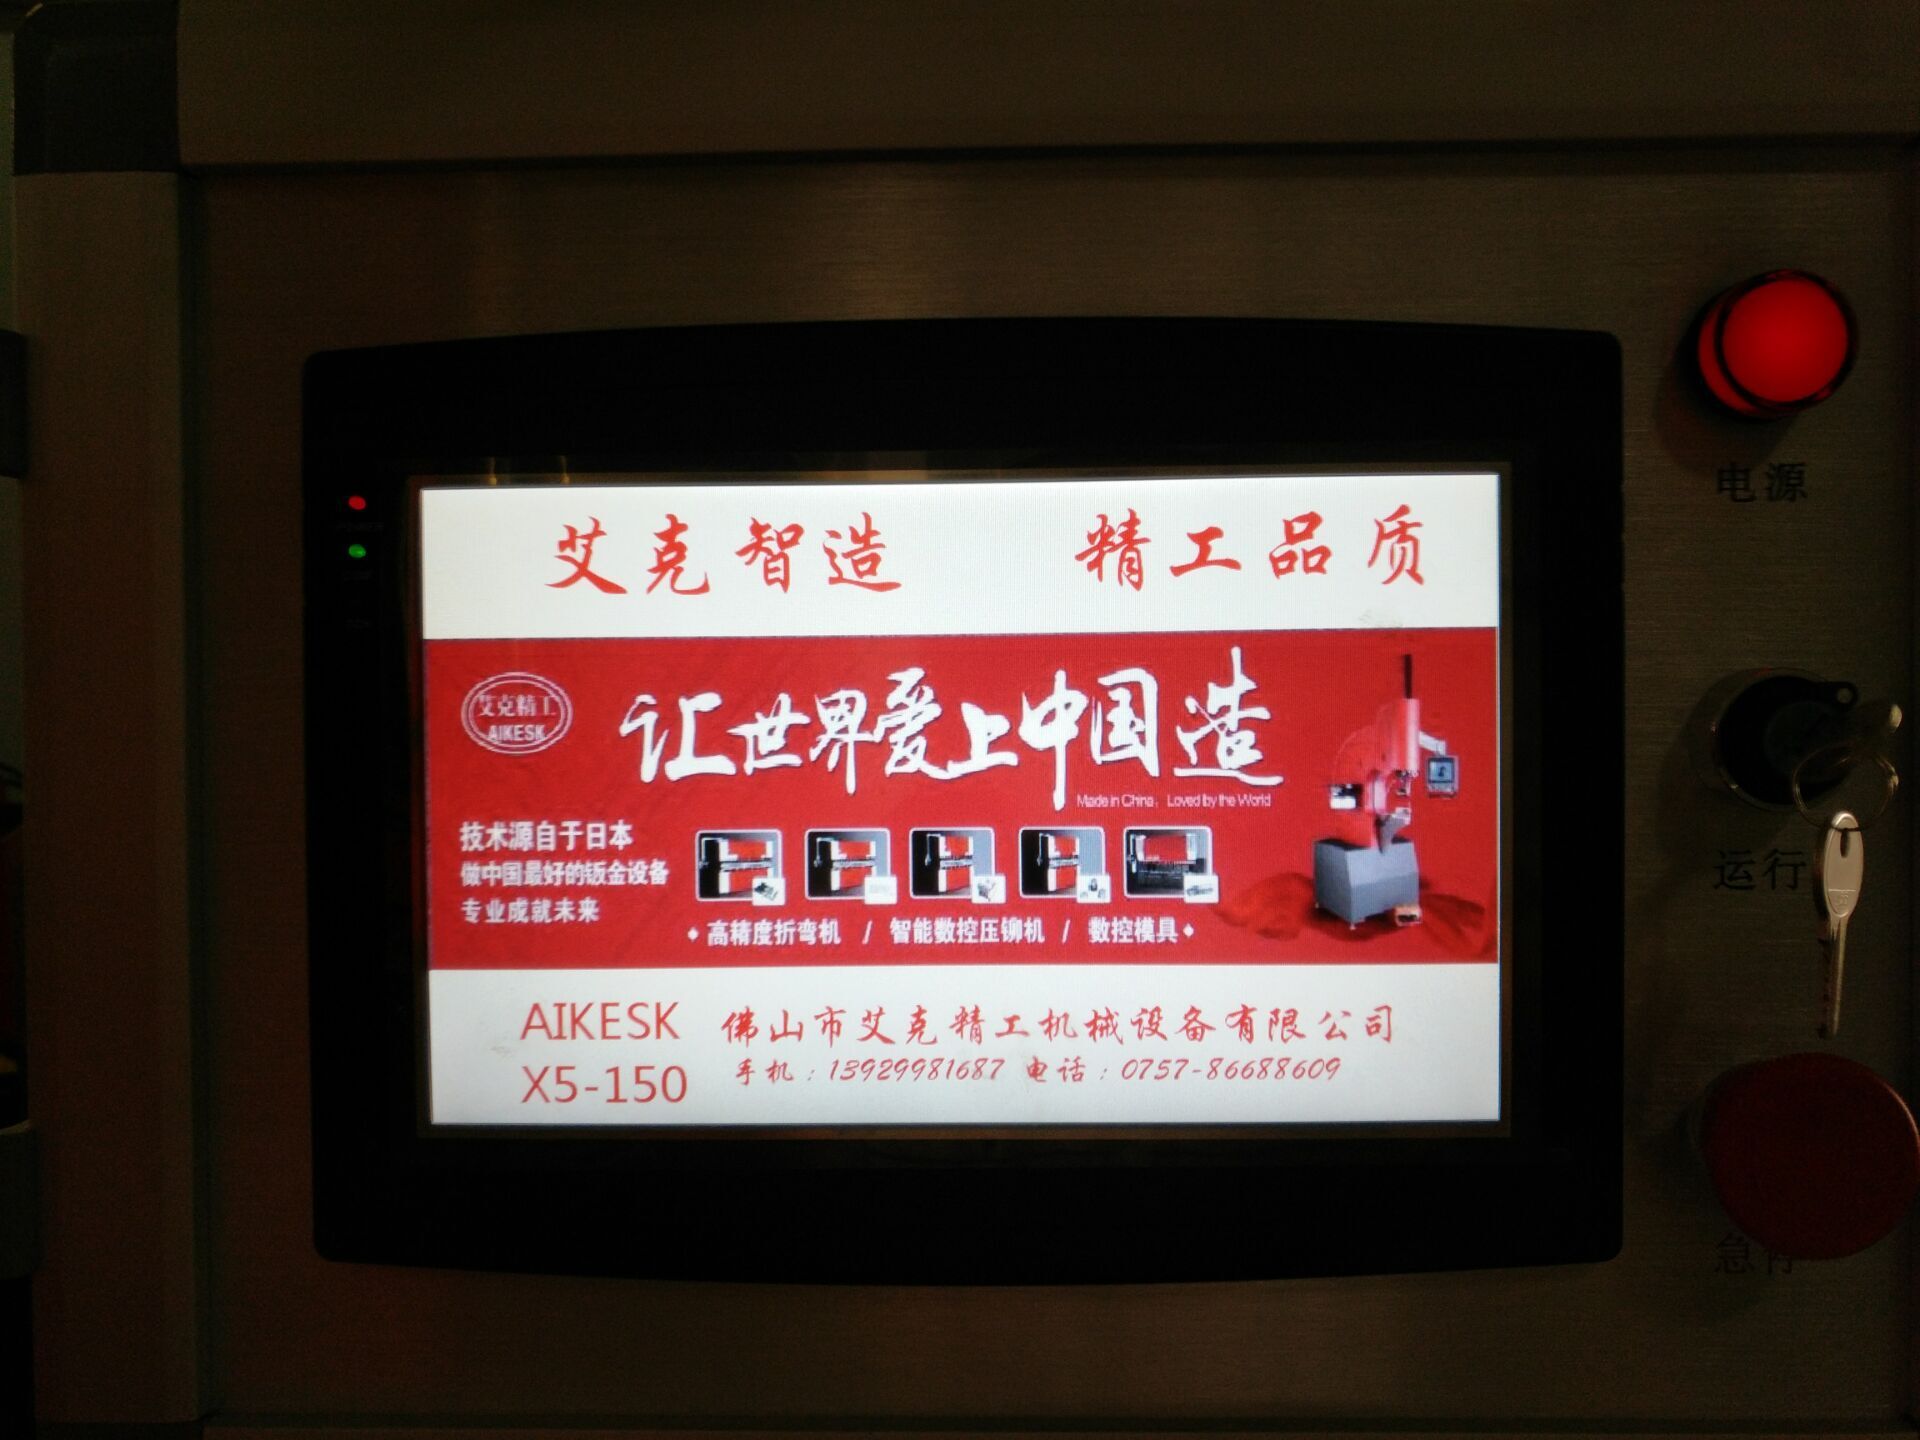 艾克智造 精工品质
艾克精工
AIKESK
让世界爱上中国造
Made in China, Loved by the World
技术源自于日本
做中国最好的钣金设备
专业成就未来
高精度折弯机 / 智能数控压铆机 / 数控模具
AIKESK
X5-150
佛山市艾克精工机械设备有限公司
手机：13929981687 电话：0757-86688609
电源
运行
急停